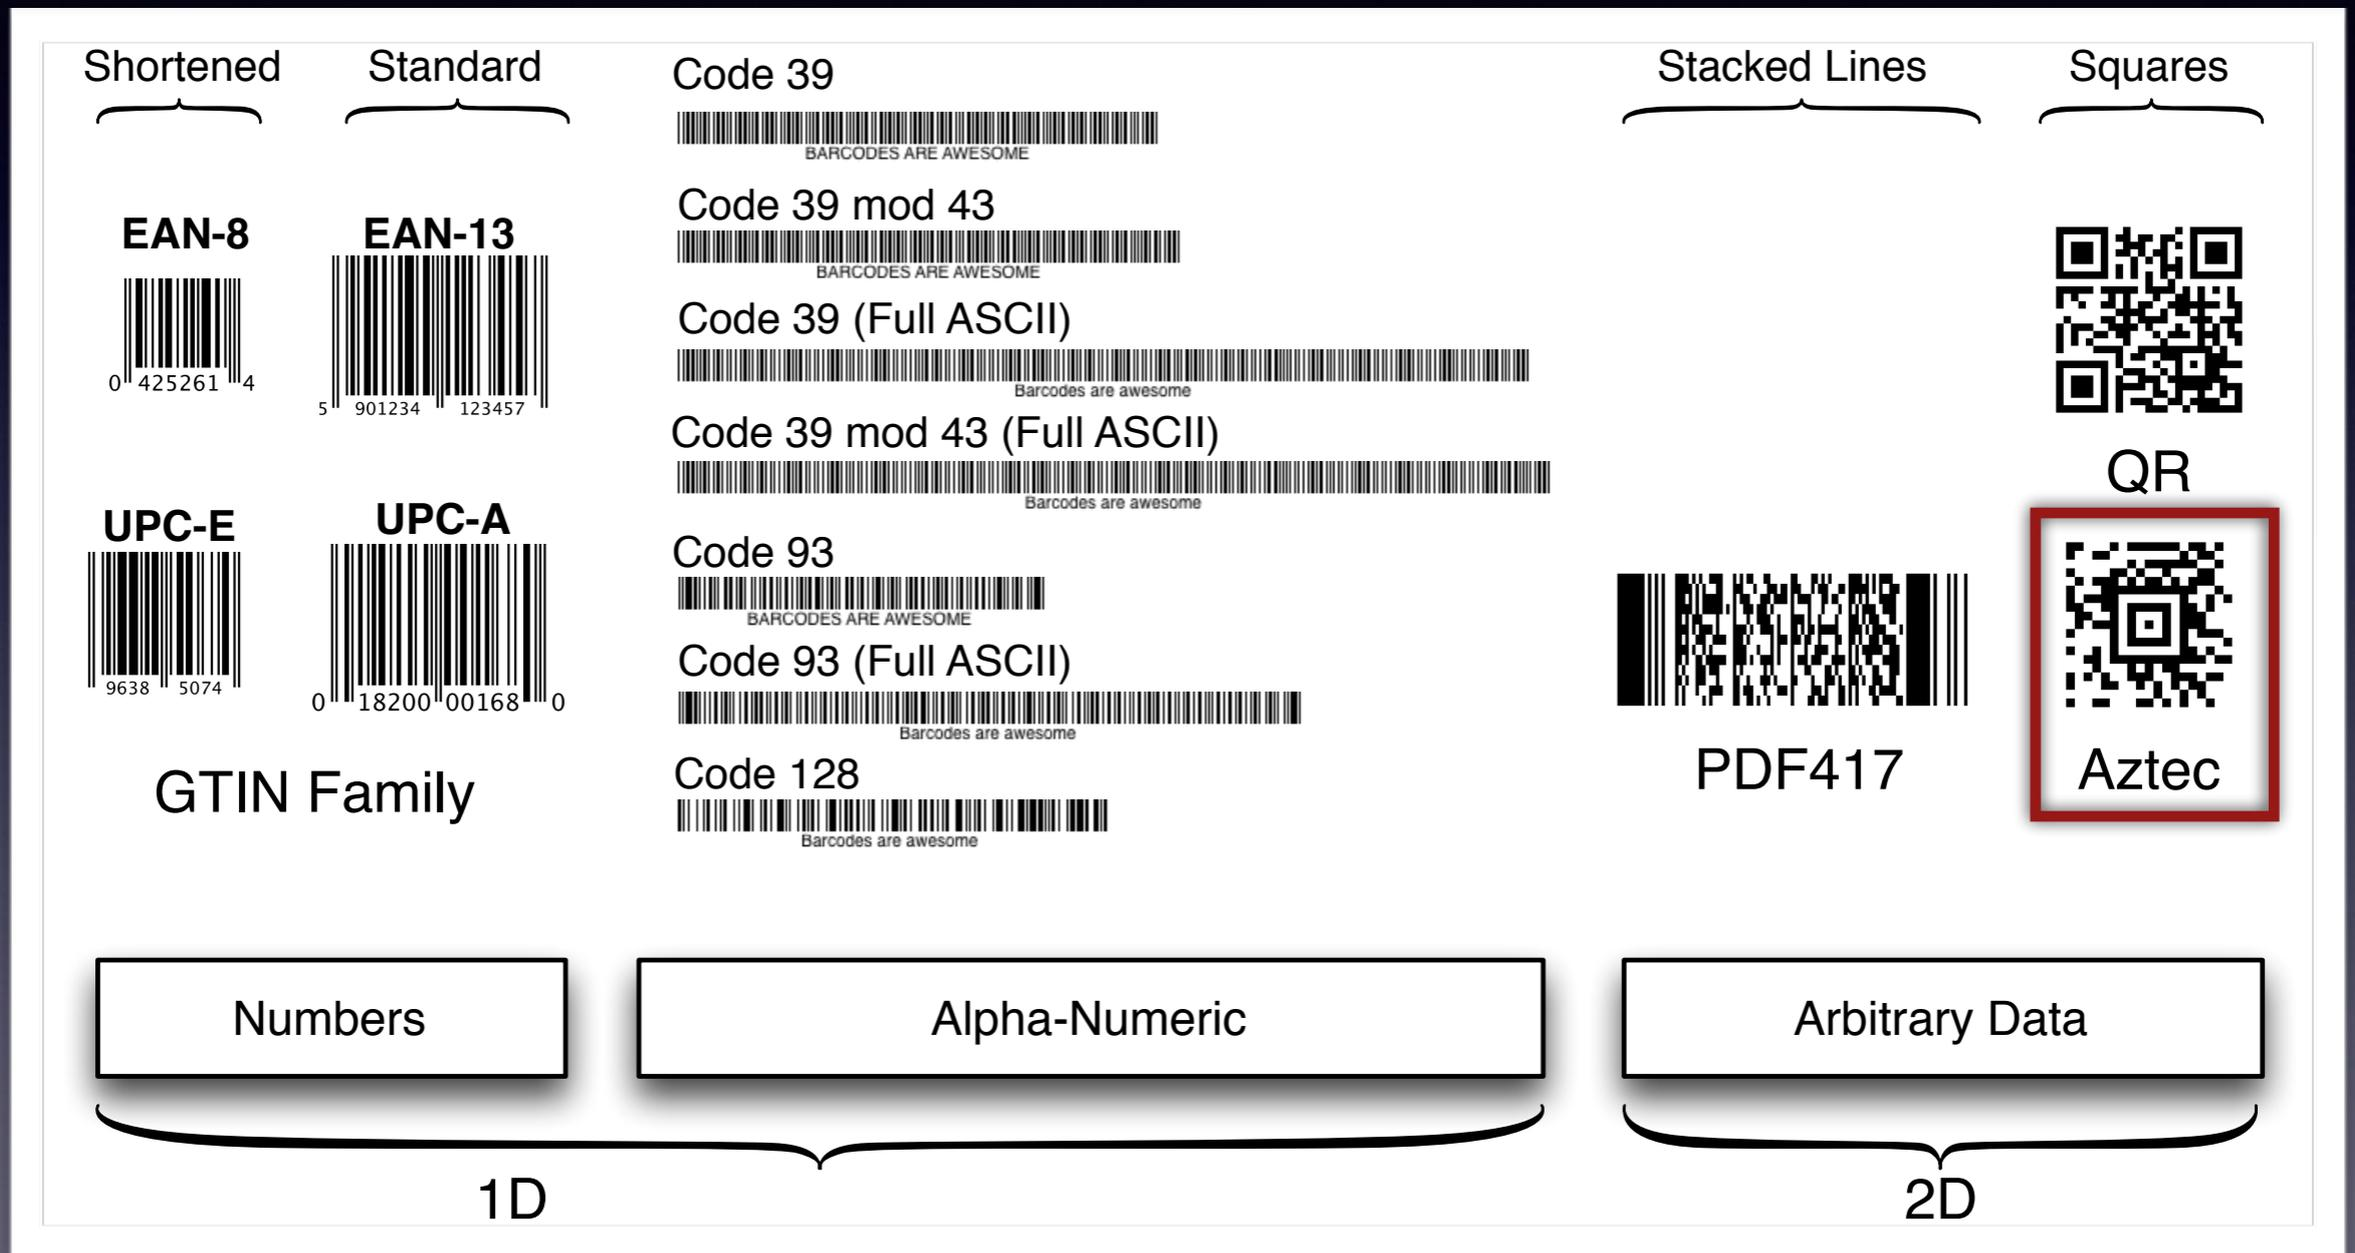 Shortened
Standard
EAN-8
EAN-13
0 425261 4
5 901234 123457
UPC-E
UPC-A
9638 5074
0 18200 00168 0
GTIN Family
Code 39
BARCODES ARE AWESOME
Code 39 mod 43
BARCODES ARE AWESOME
Code 39 (Full ASCII)
Barcodes are awesome
Code 39 mod 43 (Full ASCII)
Barcodes are awesome
Code 93
BARCODES ARE AWESOME
Code 93 (Full ASCII)
Barcodes are awesome
Code 128
Barcodes are awesome
Stacked Lines
Squares
QR
PDF417
Aztec
Numbers
Alpha-Numeric
Arbitrary Data
1D
2D